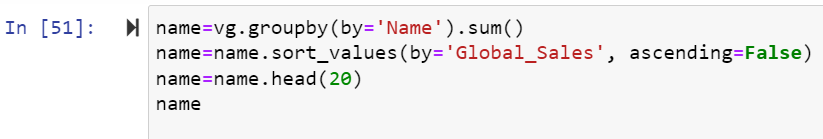 In [51]:
name=vg.groupby(by='Name').sum()
name=name.sort_values(by='Global_Sales', ascending=False)
name=name.head(20)
name